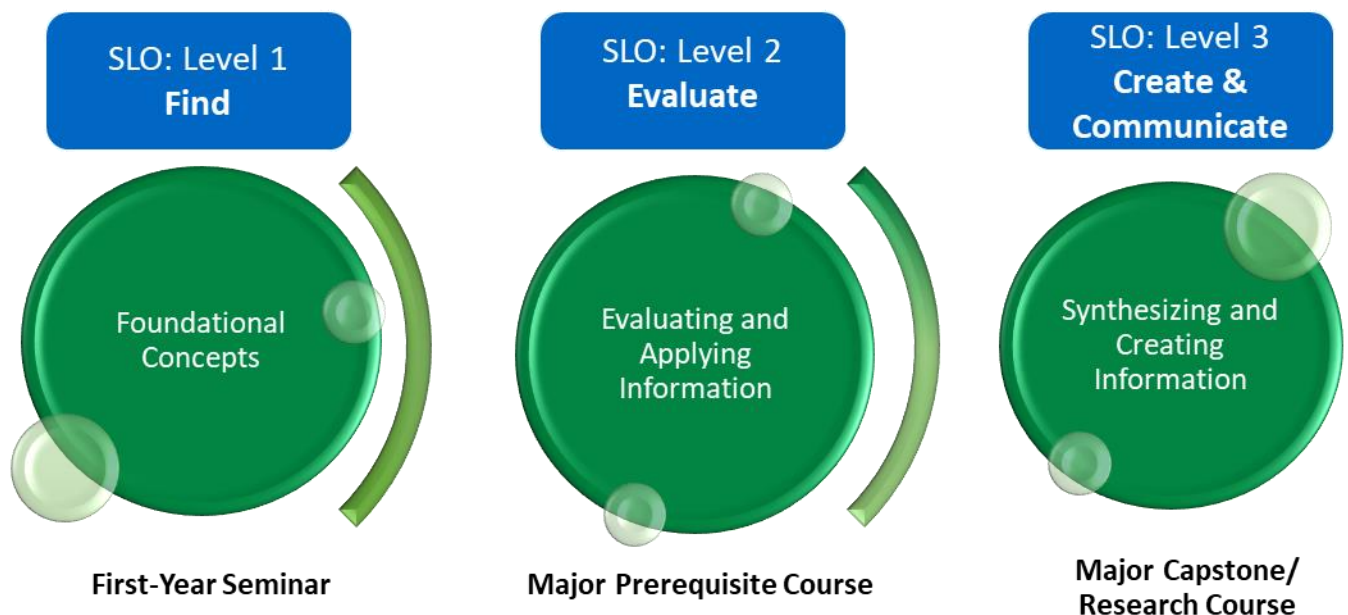 SLO: Level 1
Find
SLO: Level 2
Evaluate
SLO: Level 3
Create &
Communicate
Foundational
Concepts
Evaluating and
Applying
Information
Synthesizing and
Creating
Information
First-Year Seminar
Major Prerequisite Course
Major Capstone/
Research Course